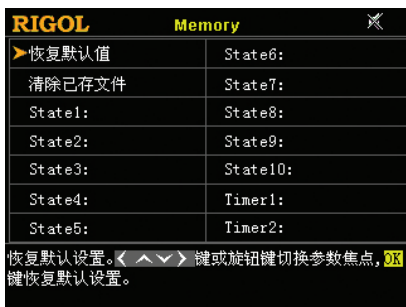 RIGOL Memory
恢复默认值 State6:
清除已存文件 State7:
State1: State8:
State2: State9:
State3: State10:
State4: Timer1:
State5: Timer2:
恢复默认设置。键或旋钮键切换参数焦点,OK
键恢复默认设置。